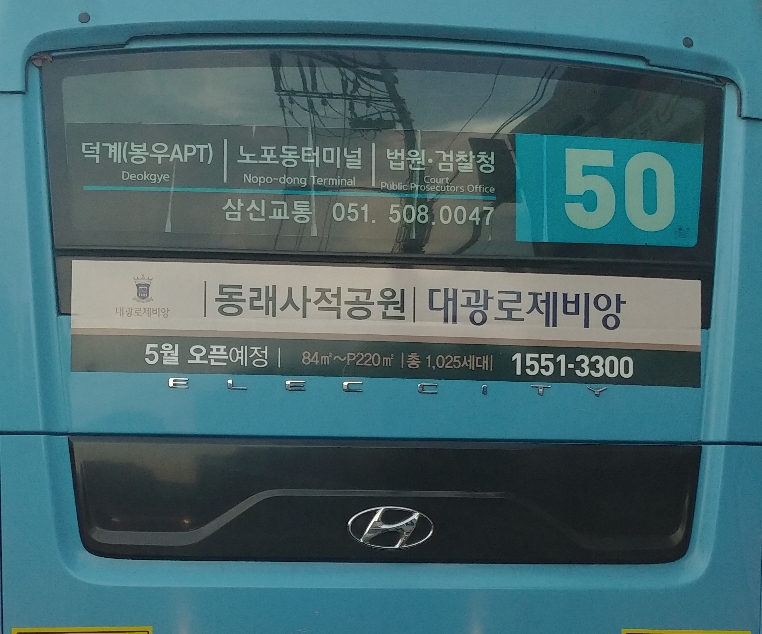 덕계(봉우APT) | 노포동터미널 | 법원·검찰청 50
Deokgye Nopo-dong Terminal Court, Public Prosecutors Office
삼신교통 051. 508.0047
대광로제비앙 | 동래사적공원 | 대광로제비앙
5월 오픈예정 | 84㎡~P220㎡ | 총 1,025세대 | 1551-3300
ELEC CITY